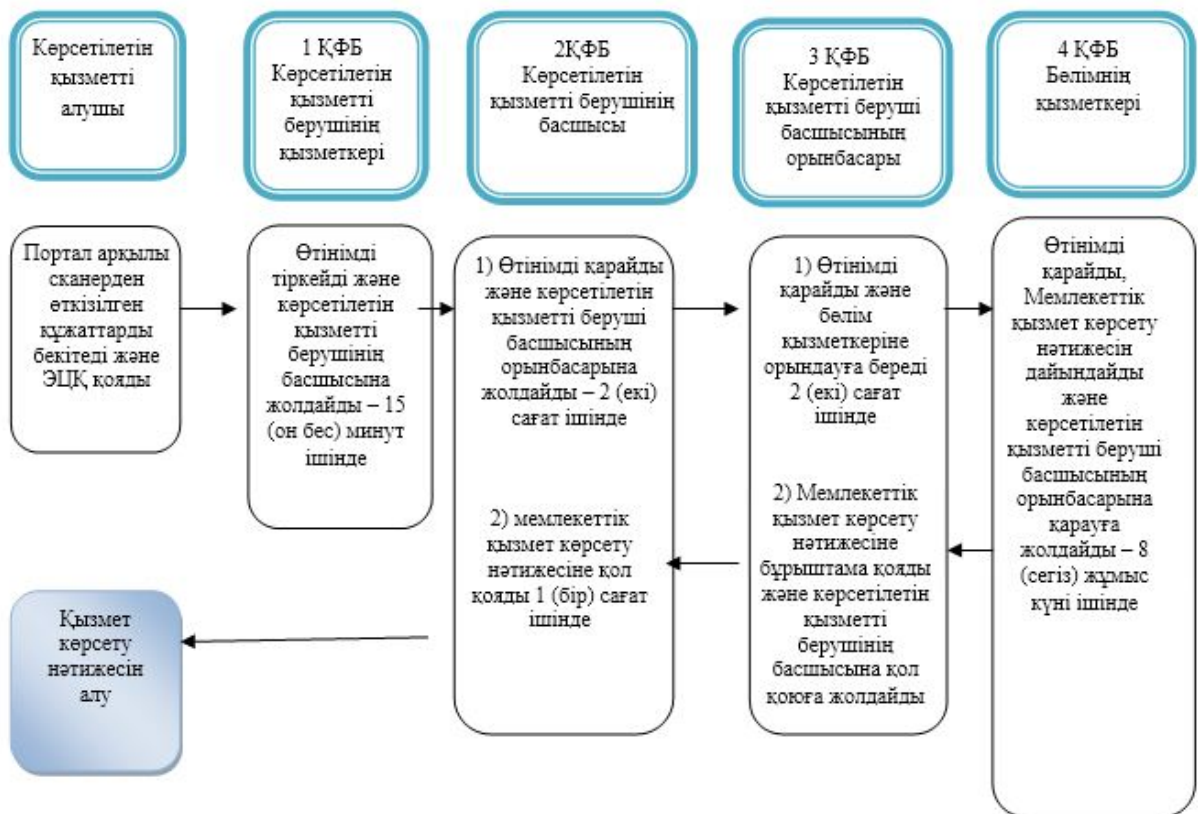 Көрсетілетін
қызметті
алушы
1 ҚФБ
Көрсетілетін
қызметті
берушінің
қызметкері
2ҚФБ
Көрсетілетін
қызметті берушінің
басшысы
3 ҚФБ
Көрсетілетін
қызметті беруші
басшысының
орынбасары
4 ҚФБ
Бөлімнің
қызметкері
Портал арқылы
сканерден
өткізілген
құжаттарды
бекітеді және
ЭЦҚ қояды
Өтінімді
тіркейді және
көрсетілетін
қызметті
берушінің
басшысына
жолдайды – 15
(он бес) минут
ішінде
1) Өтінімді қарайды
және көрсетілетін
қызметті беруші
басшысының
орынбасарына
жолдайды – 2 (екі)
сағат ішінде
2) мемлекеттік
қызмет көрсету
нәтижесіне қол
қояды 1 (бір) сағат
ішінде
1) Өтінімді
қарайды және
бөлім
қызметкеріне
орындауға береді
2 (екі) сағат
ішінде
2) Мемлекеттік
қызмет көрсету
нәтижесіне
бұрыштама қояды
және көрсетілетін
қызметті
берушінің
басшысына қол
қоюға жолдайды
Өтінімді
қарайды,
Мемлекеттік
қызмет көрсету
нәтижесін
дайындайды
және
көрсетілетін
қызметті беруші
басшысының
орынбасарына
қарауға
жолдайды – 8
(сегіз) жұмыс
күні ішінде
Қызмет
көрсету
нәтижесін
алу